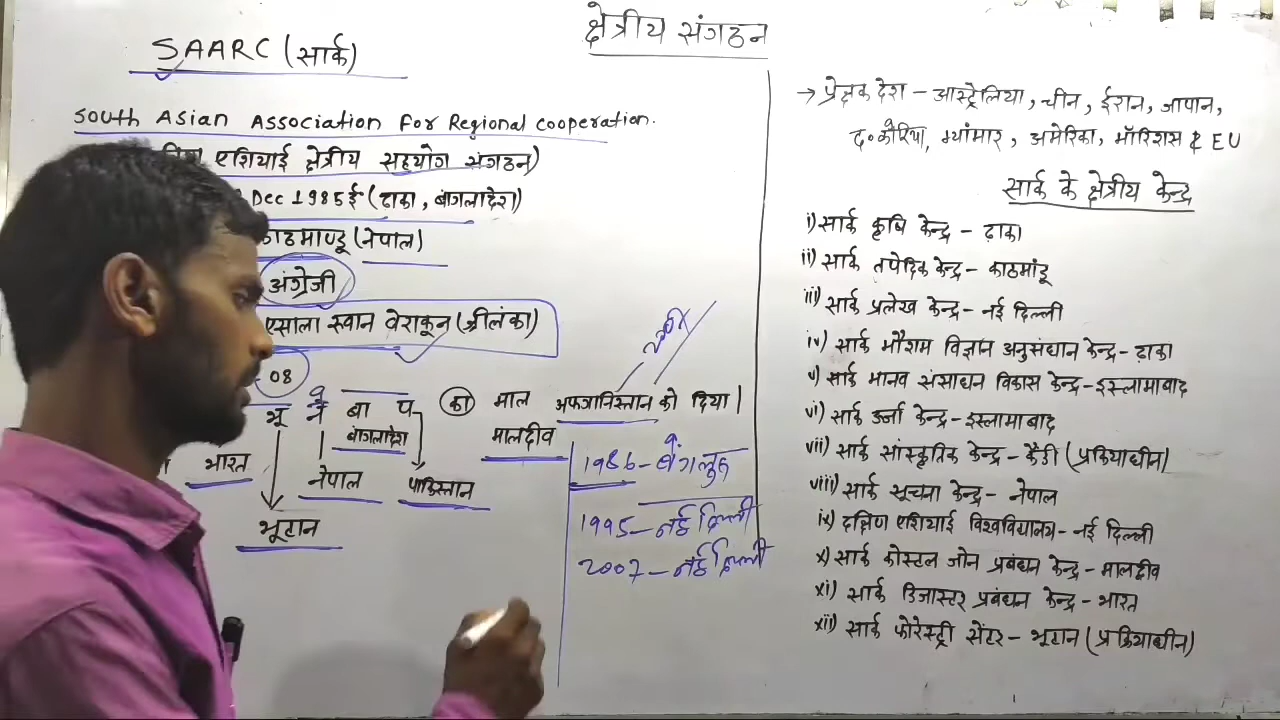 क्षेत्रीय संगठन
SAARC (सार्क)
South Asian Association For Regional Cooperation.
एशियाई क्षेत्रीय सहयोग संगठन)
Dec 1985ई (ढाका, बांगलादेश)
काठमाण्डू (नेपाल)
अंग्रेजी
एसाला स्वान वेराकून (श्रीलंका)
08
2007
भू ने बा प का माल अफगानिस्तान को दिया।
भारत बांगलादेश मालदीव
नेपाल पाकिस्तान
भूटान
1986 - बेंगलुरु
1995 - नई दिल्ली
2007 - नई दिल्ली
→ प्रेक्षक देश - आस्ट्रेलिया, चीन, ईरान, जापान,
द॰ कोरिया, म्यांमार, अमेरिका, मॉरिशस & EU
सार्क के क्षेत्रीय केन्द्र
i) सार्क कृषि केन्द्र - ढ़ाका
ii) सार्क तपेदिक केन्द्र - काठमांडू
iii) सार्क प्रलेख केन्द्र - नई दिल्ली
iv) सार्क मौशम विज्ञान अनुसंधान केन्द्र - ढ़ाका
v) सार्क मानव संसाधन विकास केन्द्र - इस्लामाबाद
vi) सार्क ऊर्जा केन्द्र - इस्लामाबाद
vii) सार्क सांस्कृतिक केन्द्र - कैंडी (प्रक्रियाधीन)
viii) सार्क सूचना केन्द्र - नेपाल
ix) दक्षिण एशियाई विश्वविद्यालय - नई दिल्ली
x) सार्क कोस्टल जोन प्रबंधन केन्द्र - मालदीव
xi) सार्क डिजास्टर प्रबंधन केन्द्र - भारत
xii) सार्क फोरेस्ट्री सेंटर - भूटान (प्रक्रियाधीन)